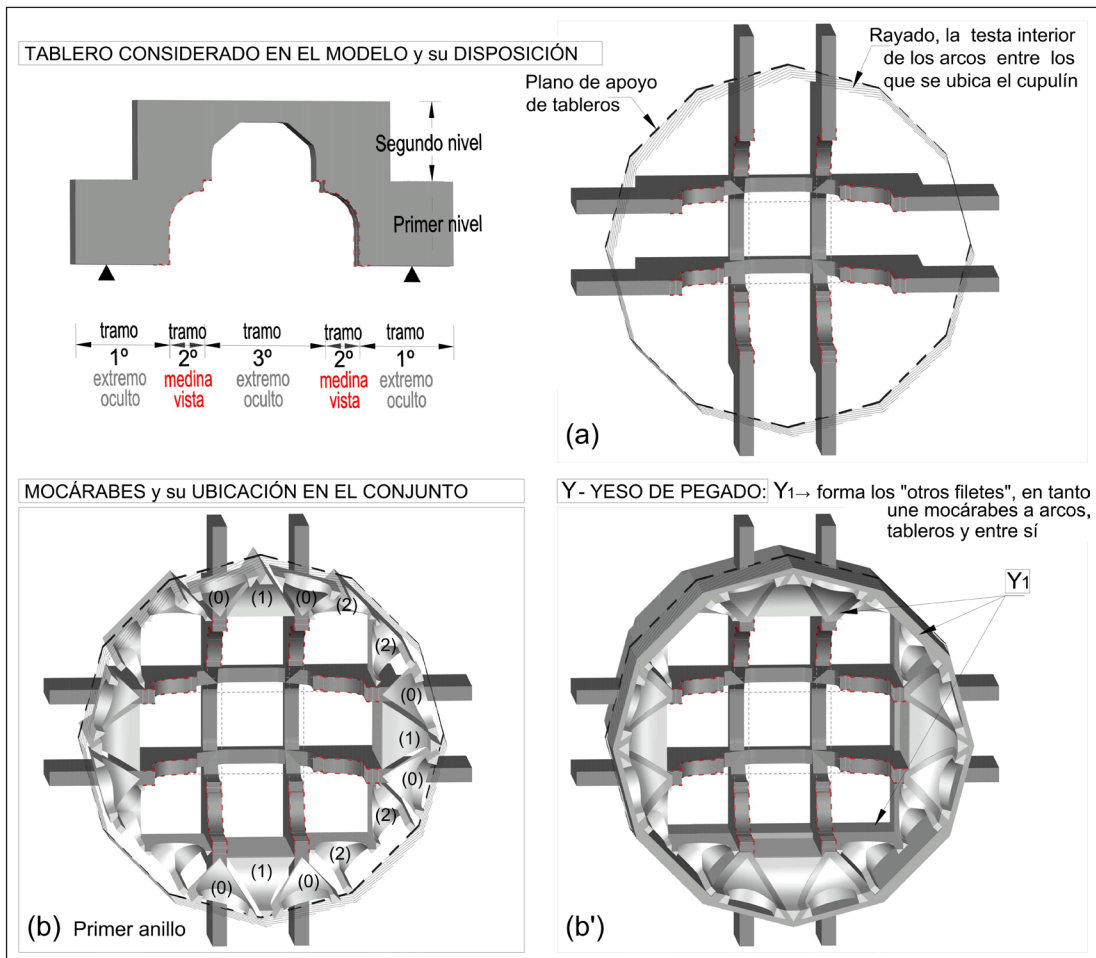 TABLERO CONSIDERADO EN EL MODELO y su DISPOSICIÓN
Segundo nivel
Primer nivel
tramo tramo tramo tramo tramo
1º 2º 3º 2º 1º
extremo medina extremo medina extremo
oculto vista oculto vista oculto
Plano de apoyo
de tableros
Rayado, la testa interior
de los arcos entre los
que se ubica el cupulín
(a)
MOCÁRABES y su UBICACIÓN EN EL CONJUNTO
(0) (1) (0) (2)
(2)
(0)
(1)
(0)
(2)
(2)
(0) (1) (0)
(b) Primer anillo
Y - YESO DE PEGADO: Y1→ forma los "otros filetes", en tanto
une mocárabes a arcos,
tableros y entre sí
Y1
(b')